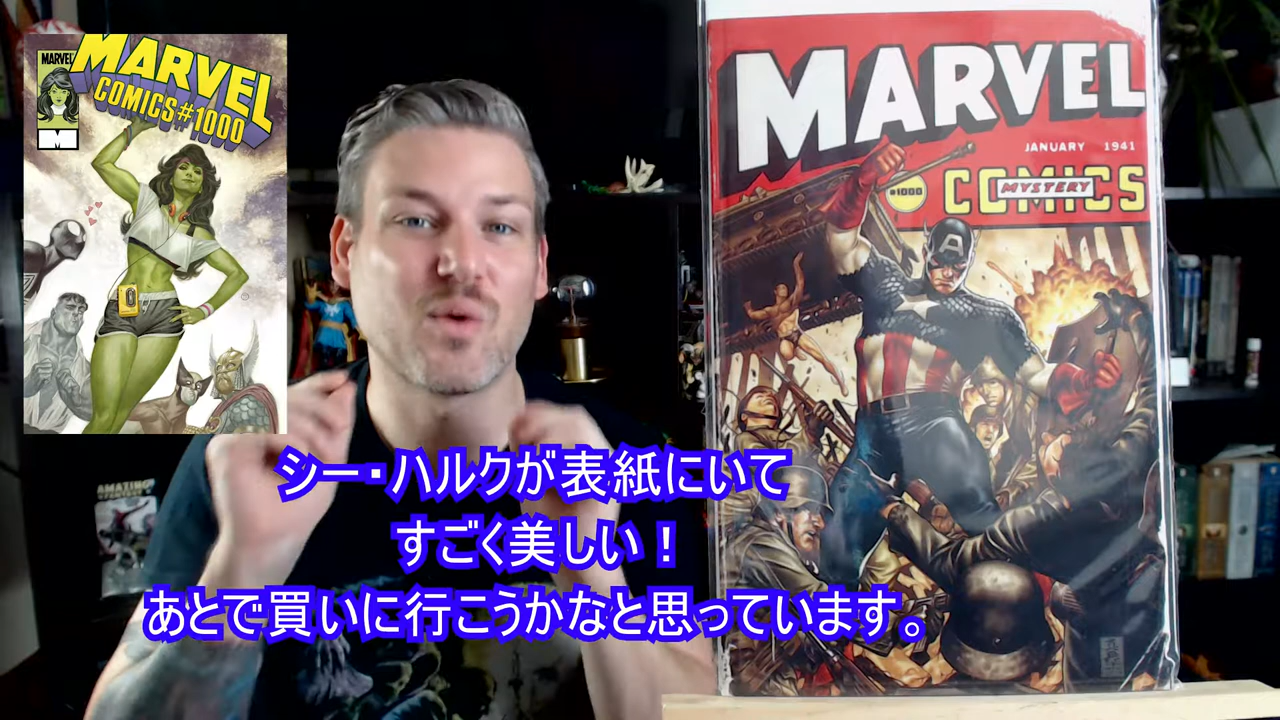 MARVEL
MARVEL
COMICS #1000
M
MARVEL
JANUARY 1941
#1000
COMICS
MYSTERY
AMAZING
FANTASY
シー・ハルクが表紙にいて
すごく美しい！
あとで買いに行こうかなと思っています。